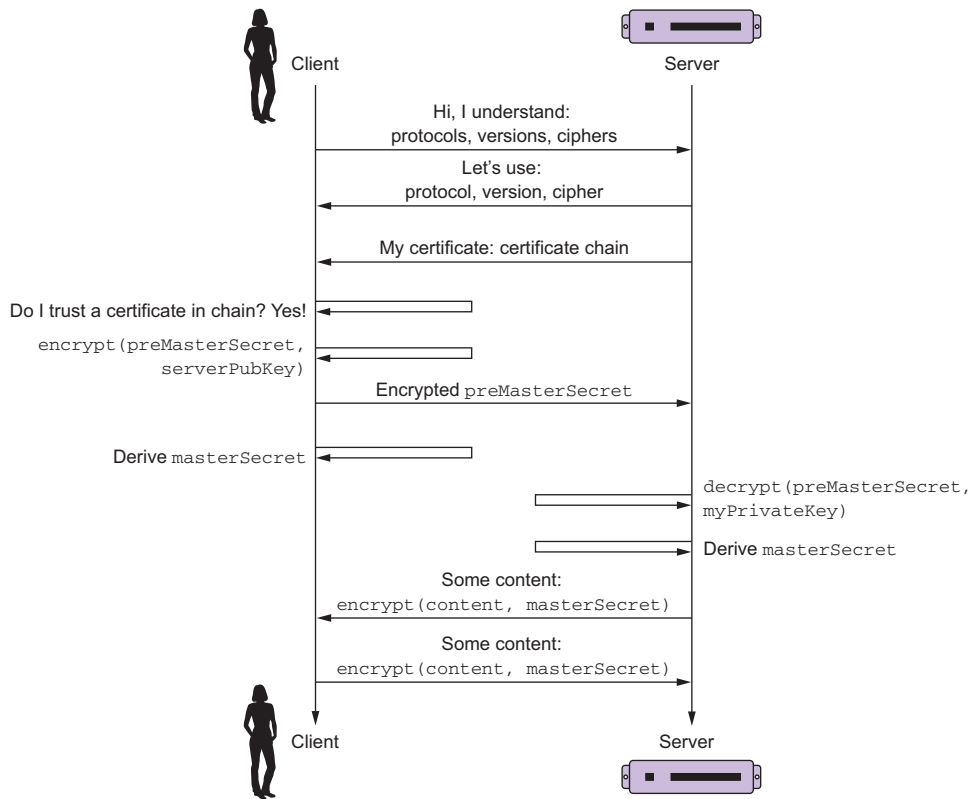 Client
Server
Hi, I understand:
protocols, versions, ciphers
Let’s use:
protocol, version, cipher
My certificate: certificate chain
Do I trust a certificate in chain? Yes!
encrypt(preMasterSecret,
serverPubKey)
Encrypted preMasterSecret
Derive masterSecret
decrypt(preMasterSecret,
myPrivateKey)
Derive masterSecret
Some content:
encrypt(content, masterSecret)
Some content:
encrypt(content, masterSecret)
Client
Server